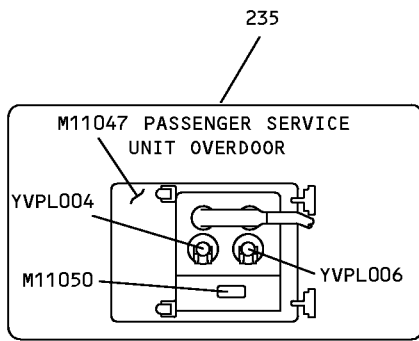 235
M11047 PASSENGER SERVICE
UNIT OVERDOOR
YVPL004
YVPL006
M11050